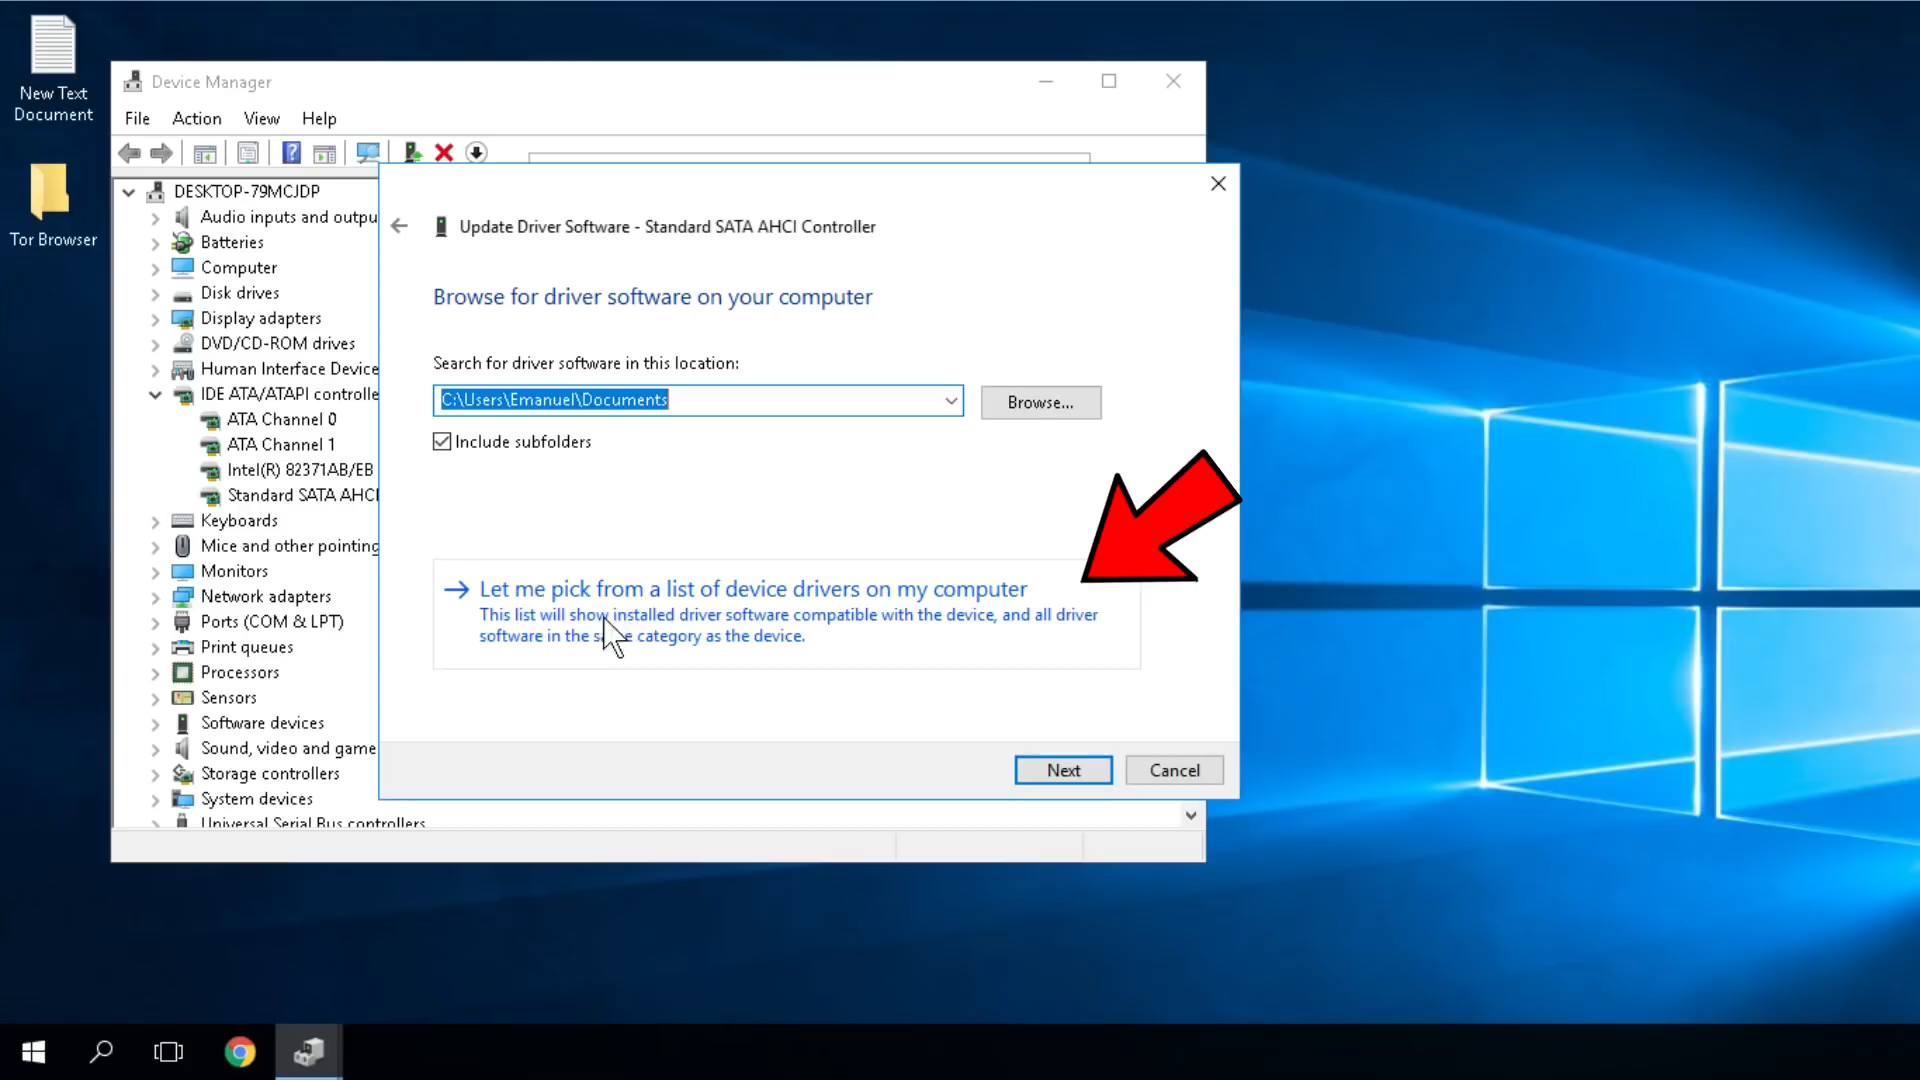 New Text
Document
Tor Browser
Device Manager
File Action View Help
DESKTOP-79MCJDP
Audio inputs and outpu
Batteries
Computer
Disk drives
Display adapters
DVD/CD-ROM drives
Human Interface Device
IDE ATA/ATAPI controlle
ATA Channel 0
ATA Channel 1
Intel(R) 82371AB/EB
Standard SATA AHCI
Keyboards
Mice and other pointing
Monitors
Network adapters
Ports (COM & LPT)
Print queues
Processors
Sensors
Software devices
Sound, video and game
Storage controllers
System devices
Universal Serial Bus controllers
Update Driver Software - Standard SATA AHCI Controller
Browse for driver software on your computer
Search for driver software in this location:
C:\Users\Emanuel\Documents
Browse...
Include subfolders
Let me pick from a list of device drivers on my computer
This list will show installed driver software compatible with the device, and all driver
software in the same category as the device.
Next
Cancel